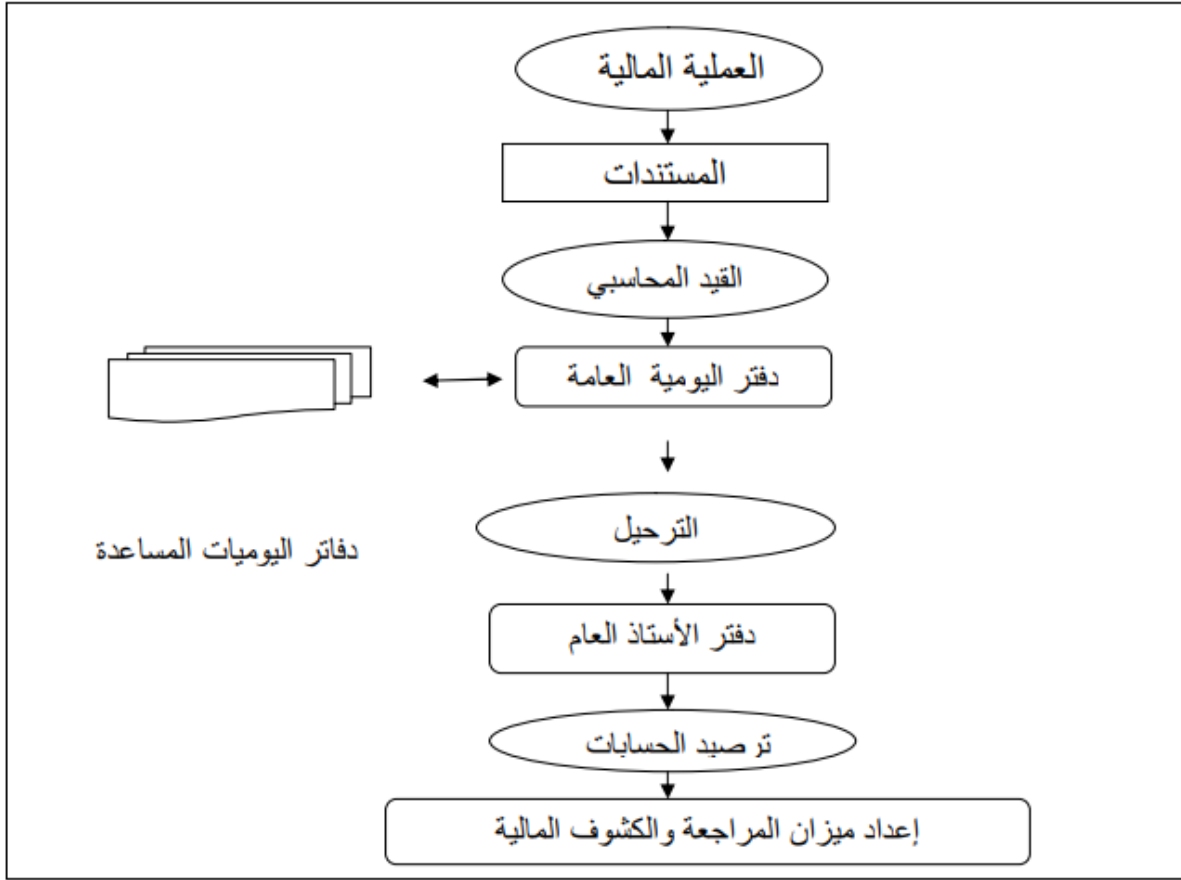 العملية المالية
المستندات
القيد المحاسبي
دفتر اليومية العامة
الترحيل
دفاتر اليوميات المساعدة
دفتر الأستاذ العام
ترصيد الحسابات
إعداد ميزان المراجعة والكشوف المالية